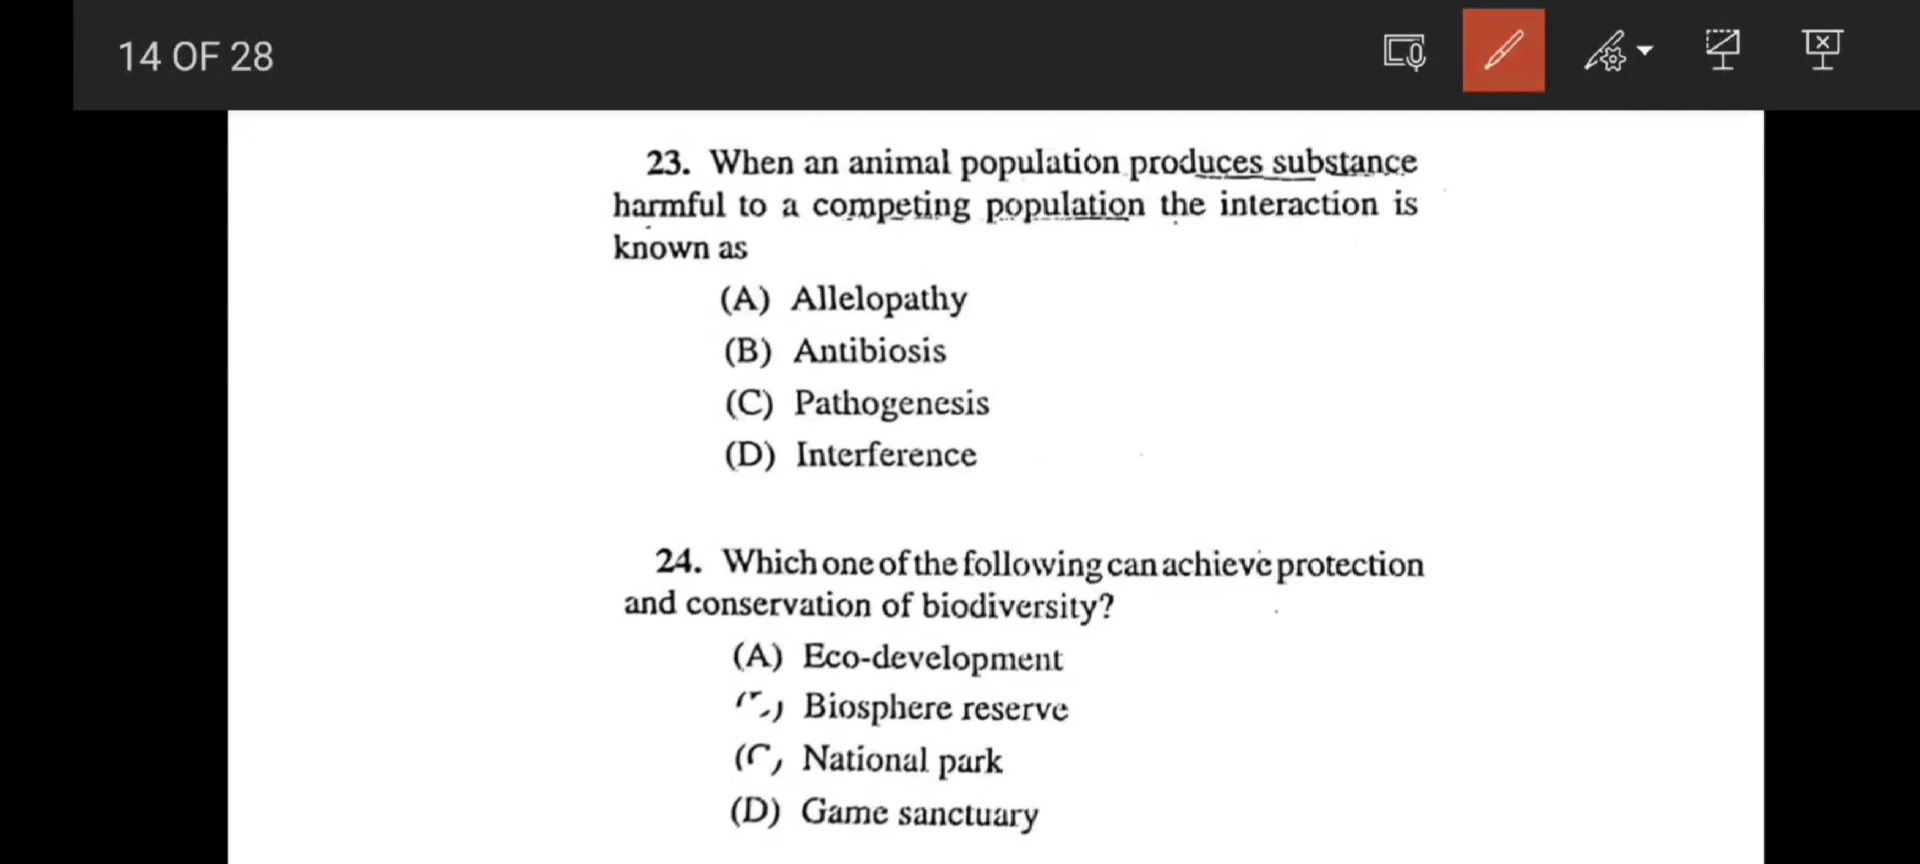 14 OF 28
23. When an animal population produces substance
harmful to a competing population the interaction is
known as
(A) Allelopathy
(B) Antibiosis
(C) Pathogenesis
(D) Interference
24. Which one of the following can achieve protection
and conservation of biodiversity?
(A) Eco-development
Biosphere reserve
(C) National park
(D) Game sanctuary